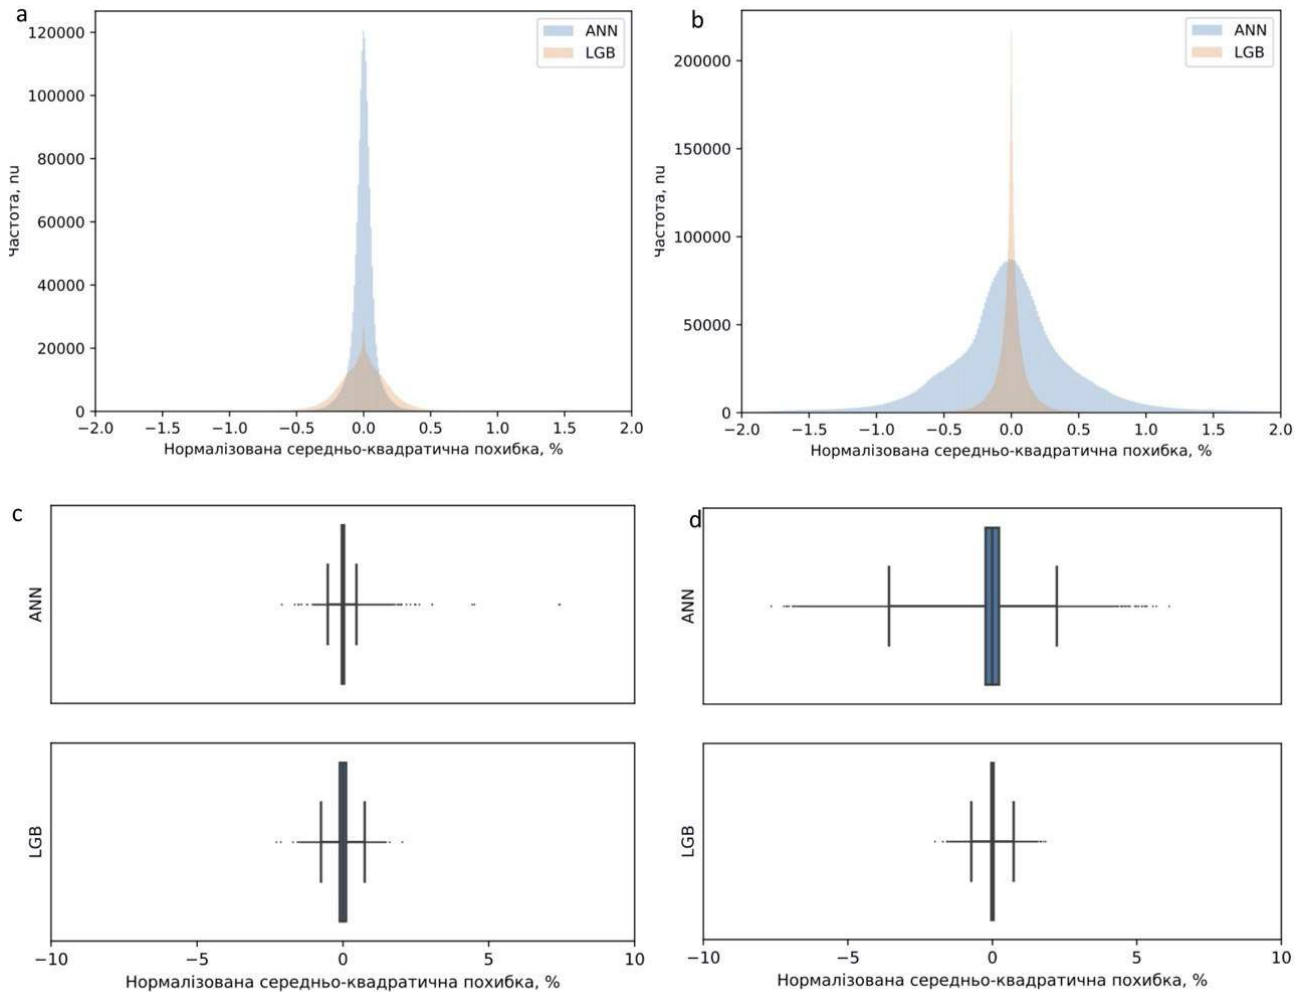 a
ANN
LGB
120000
100000
80000
60000
40000
20000
0
Частота, nu
−2.0 −1.5 −1.0 −0.5 0.0 0.5 1.0 1.5 2.0
Нормалізована середньо-квадратична похибка, %
b
ANN
LGB
200000
150000
100000
50000
0
Частота, nu
−2.0 −1.5 −1.0 −0.5 0.0 0.5 1.0 1.5 2.0
Нормалізована середньо-квадратична похибка, %
c
ANN
LGB
−10 −5 0 5 10
Нормалізована середньо-квадратична похибка, %
d
ANN
LGB
−10 −5 0 5 10
Нормалізована середньо-квадратична похибка, %